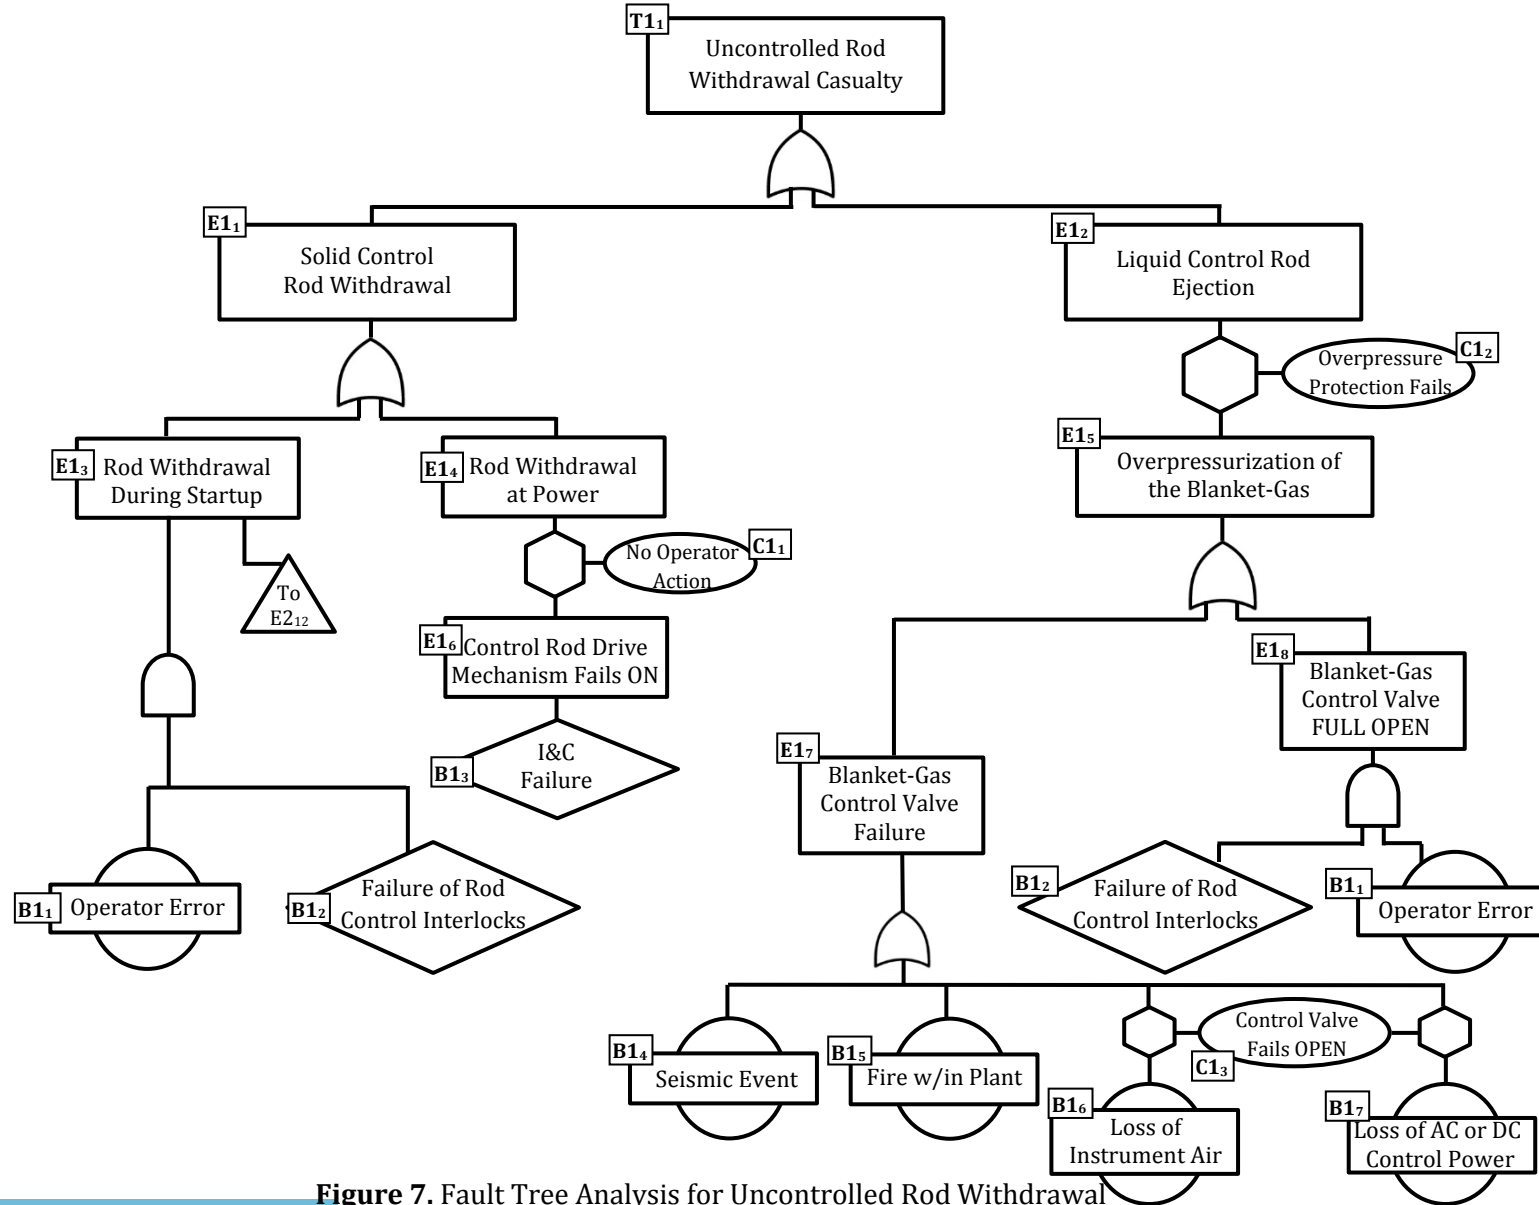 T1₁
Uncontrolled Rod
Withdrawal Casualty
E1₁
Solid Control
Rod Withdrawal
E1₂
Liquid Control Rod
Ejection
Overpressure
Protection Fails
C1₂
E1₃
Rod Withdrawal
During Startup
E1₄
Rod Withdrawal
at Power
E1₅
Overpressurization of
the Blanket-Gas
No Operator
Action
C1₁
To
E2₁₂
E1₆
Control Rod Drive
Mechanism Fails ON
E1₈
Blanket-Gas
Control Valve
FULL OPEN
B1₃
I&C
Failure
E1₇
Blanket-Gas
Control Valve
Failure
B1₁
Operator Error
B1₂
Failure of Rod
Control Interlocks
B1₂
Failure of Rod
Control Interlocks
B1₁
Operator Error
B1₄
Seismic Event
B1₅
Fire w/in Plant
Control Valve
Fails OPEN
C1₃
B1₆
Loss of
Instrument Air
B1₇
Loss of AC or DC
Control Power
Figure 7. Fault Tree Analysis for Uncontrolled Rod Withdrawal